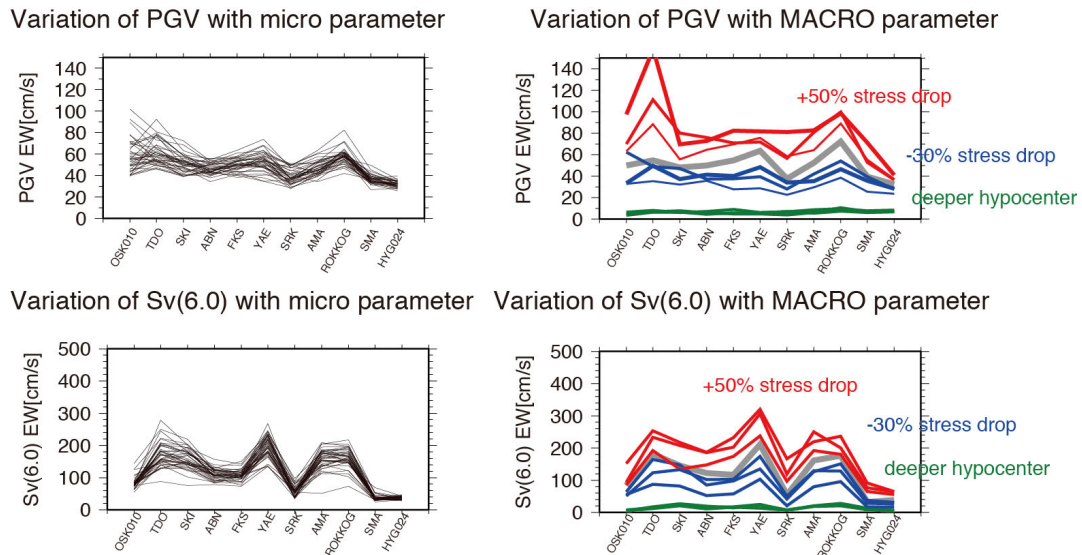 Variation of PGV with micro parameter
Variation of PGV with MACRO parameter
PGV EW[cm/s]
140
120
100
80
60
40
20
0
OSK010
TDO
SKI
ABN
FKS
YAE
SRK
AMA
ROKKOG
SMA
HYG024
PGV EW[cm/s]
140
120
100
80
60
40
20
0
+50% stress drop
-30% stress drop
deeper hypocenter
OSK010
TDO
SKI
ABN
FKS
YAE
SRK
AMA
ROKKOG
SMA
HYG024
Variation of Sv(6.0) with micro parameter
Variation of Sv(6.0) with MACRO parameter
Sv(6.0) EW[cm/s]
500
400
300
200
100
0
OSK010
TDO
SKI
ABN
FKS
YAE
SRK
AMA
ROKKOG
SMA
HYG024
Sv(6.0) EW[cm/s]
500
400
300
200
100
0
+50% stress drop
-30% stress drop
deeper hypocenter
OSK010
TDO
SKI
ABN
FKS
YAE
SRK
AMA
ROKKOG
SMA
HYG024